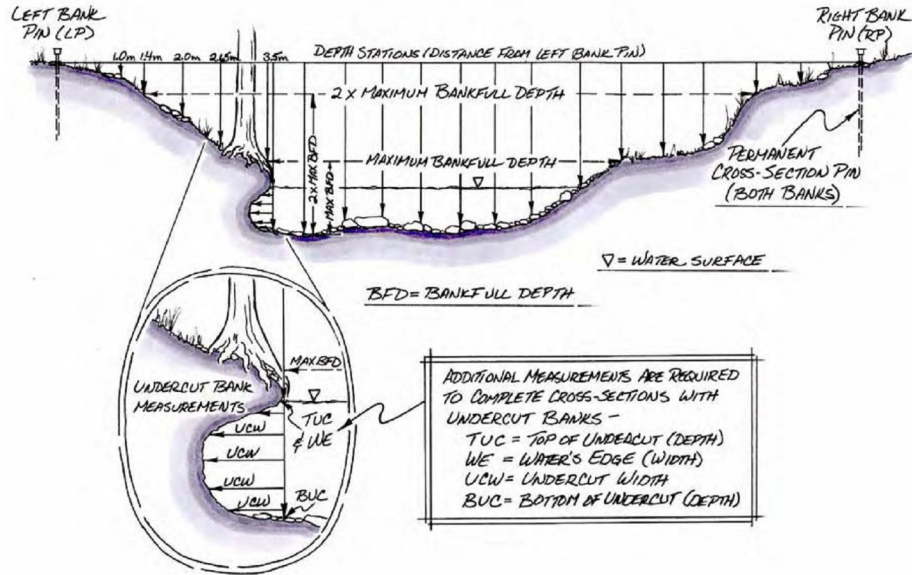 LEFT BANK
PIN (LP)
RIGHT BANK
PIN (RP)
DEPTH STATIONS (DISTANCE FROM LEFT BANK PIN)
1.0m 1.4m 2.0m 2.65m 3.5m
2 X MAXIMUM BANKFULL DEPTH
MAXIMUM BANKFULL DEPTH
2X MAX BFD
MAX BFD
PERMANENT
CROSS-SECTION PIN
(BOTH BANKS)
▽ = WATER SURFACE
BFD = BANKFULL DEPTH
MAX BFD
UNDERCUT BANK
MEASUREMENTS
TUC
& WE
UCW
UCW
UCW
UCW
BUC
ADDITIONAL MEASUREMENTS ARE REQUIRED
TO COMPLETE CROSS-SECTIONS WITH
UNDERCUT BANKS –
TUC = TOP OF UNDERCUT (DEPTH)
WE = WATER'S EDGE (WIDTH)
UCW = UNDERCUT WIDTH
BUC = BOTTOM OF UNDERCUT (DEPTH)